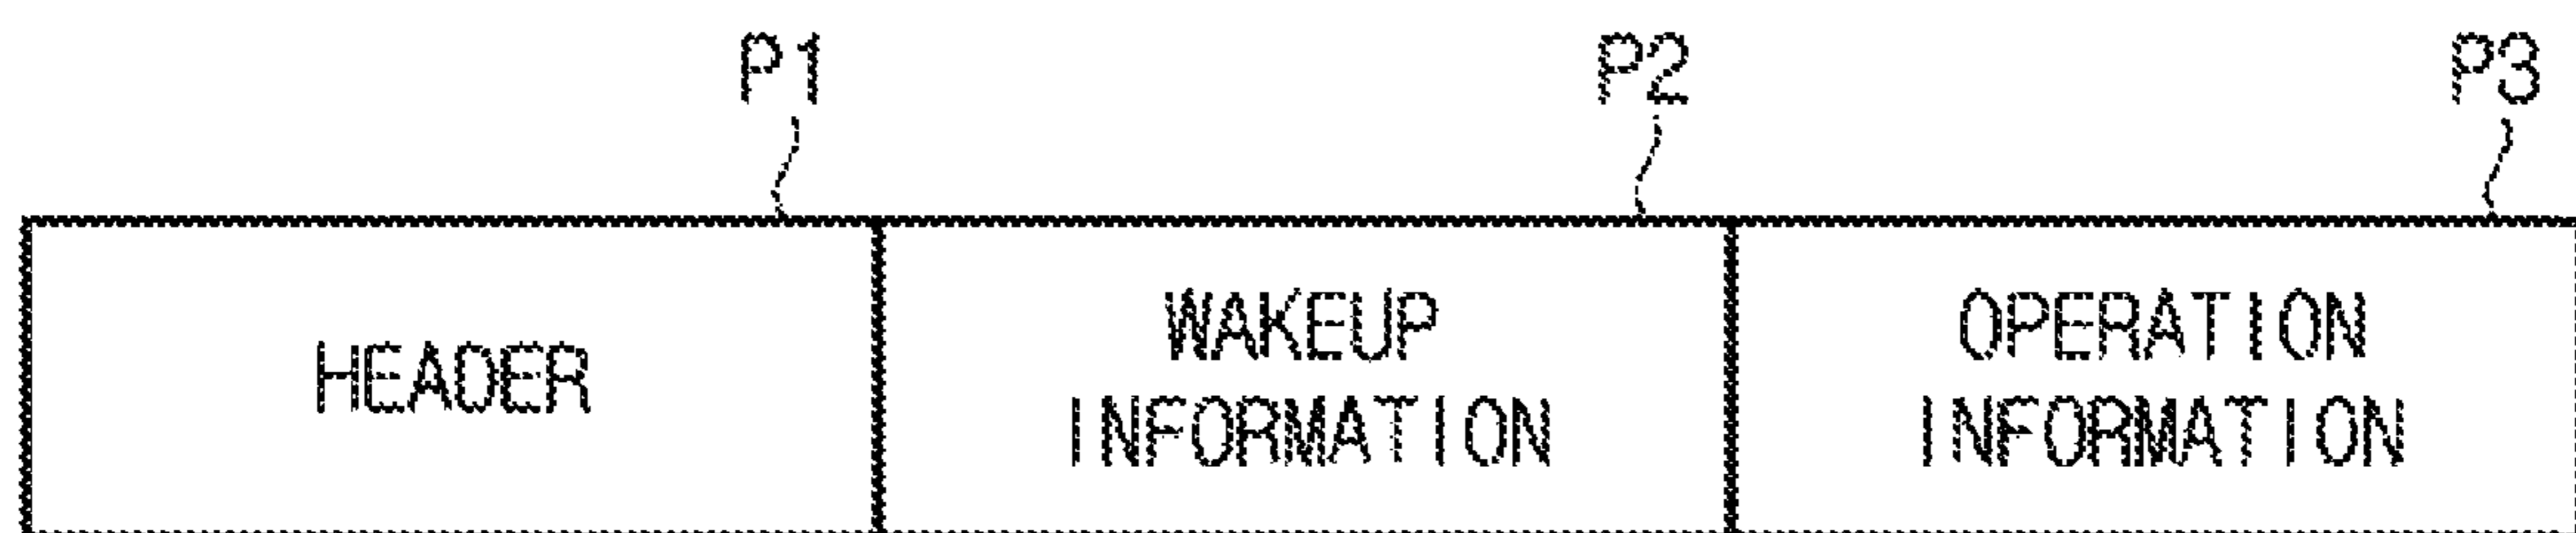 P1 P2 P3
HEADER
WAKEUP
INFORMATION
OPERATION
INFORMATION